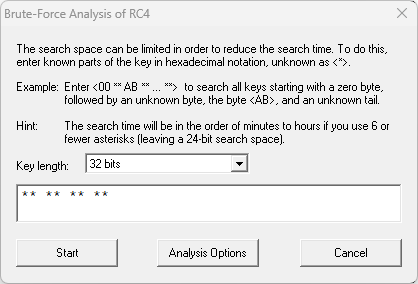 Brute-Force Analysis of RC4
The search space can be limited in order to reduce the search time. To do this,
enter known parts of the key in hexadecimal notation, unknown as <*>.
Example: Enter <00 ** AB ** ... **> to search all keys starting with a zero byte,
followed by an unknown byte, the byte <AB>, and an unknown tail.
Hint: The search time will be in the order of minutes to hours if you use 6 or
fewer asterisks (leaving a 24-bit search space).
Key length: 32 bits
** ** ** **
Start Analysis Options Cancel